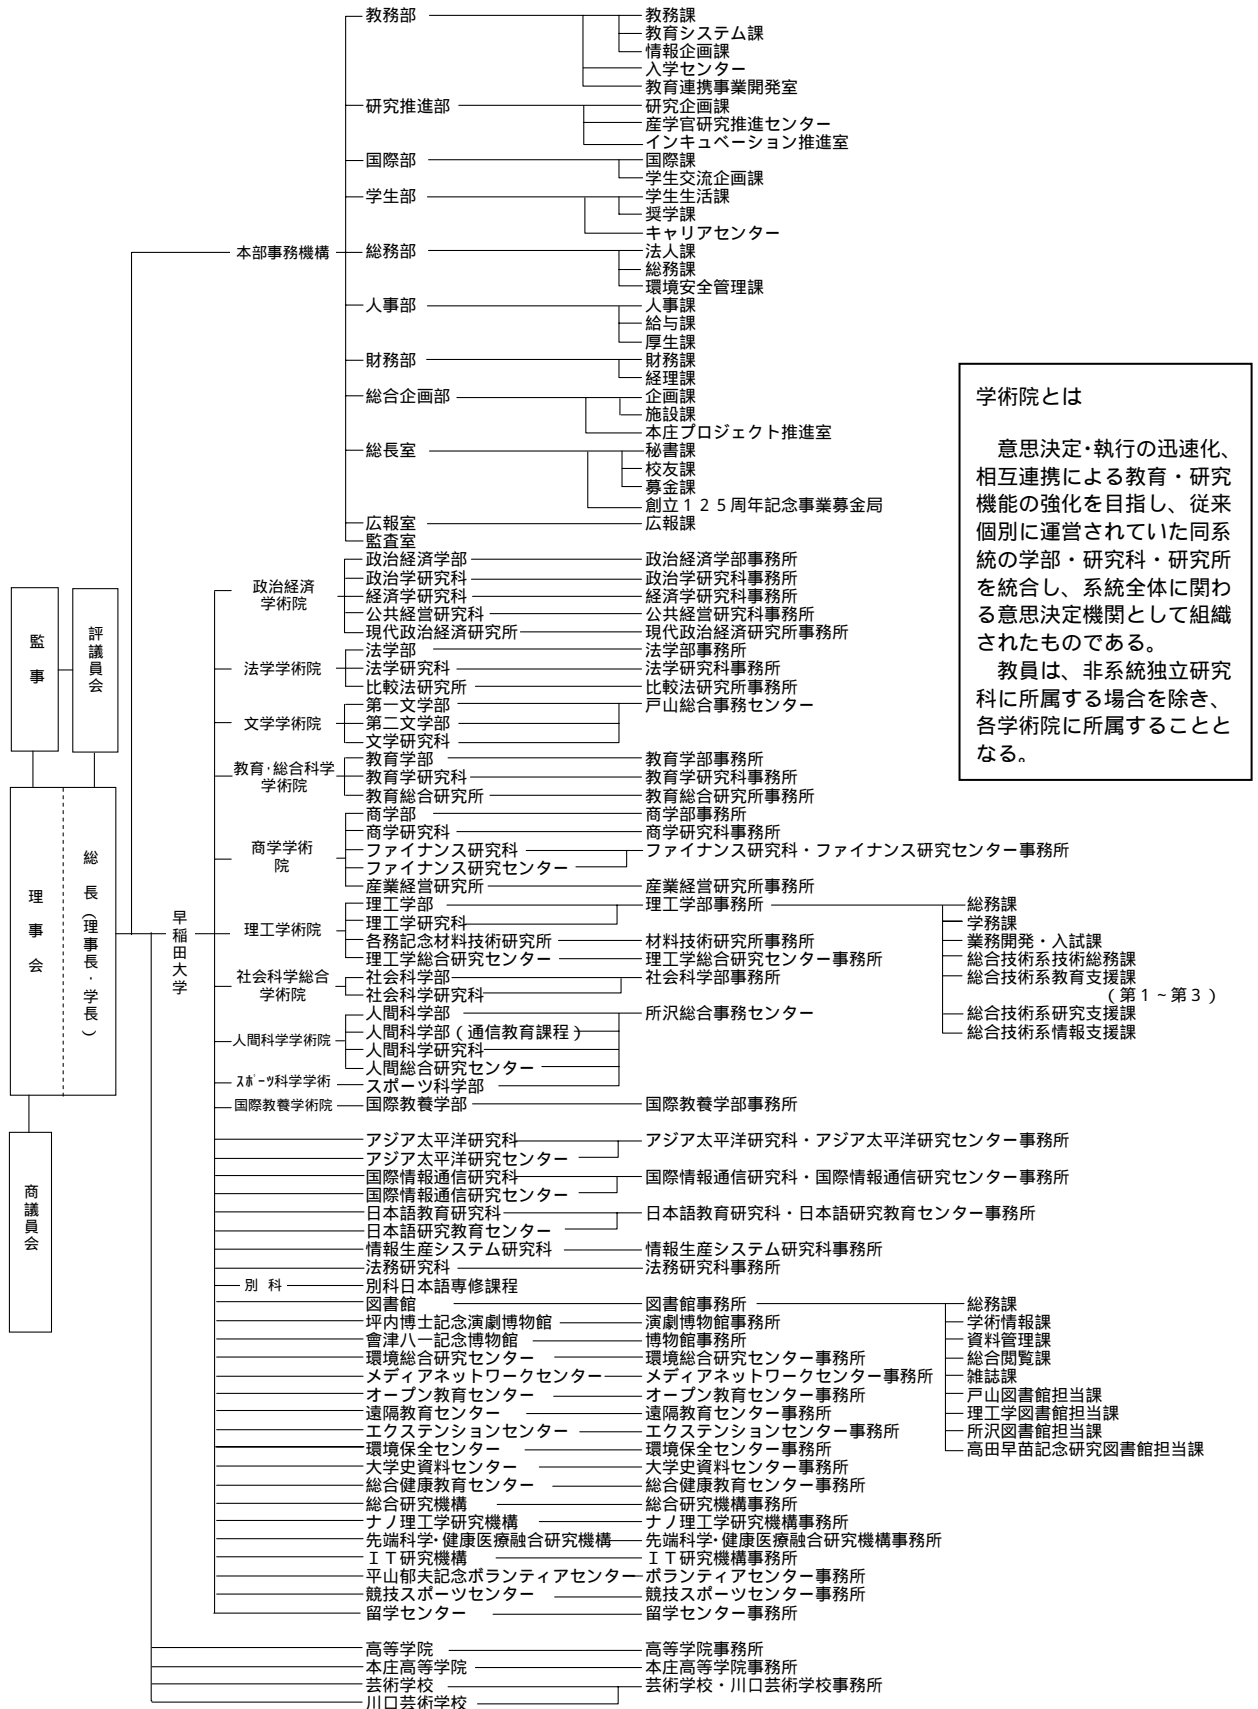 教務部 教務課
教育システム課
情報企画課
入学センター
教育連携事業開発室
研究推進部 研究企画課
産学官研究推進センター
インキュベーション推進室
国際部 国際課
学生交流企画課
学生部 学生生活課
奨学課
キャリアセンター
本部事務機構 総務部 法人課
総務課
環境安全管理課
人事部 人事課
給与課
厚生課
財務部 財務課
経理課
総合企画部 企画課
施設課
本庄プロジェクト推進室
総長室 秘書課
校友課
募金課
創立125周年記念事業募金局
広報室 広報課
監査室
学術院とは
意思決定・執行の迅速化、
相互連携による教育・研究
機能の強化を目指し、従来
個別に運営されていた同系
統の学部・研究科・研究所
を統合し、系統全体に関わ
る意思決定機関として組織
されたものである。
教員は、非系統独立研究
科に所属する場合を除き、
各学術院に所属することと
なる。
監事
評議員会
理事会
総長(理事長・学長)
商議員会
早稲田大学
政治経済
学術院
政治経済学部 政治経済学部事務所
政治学研究科 政治学研究科事務所
経済学研究科 経済学研究科事務所
公共経営研究科 公共経営研究科事務所
現代政治経済研究所 現代政治経済研究所事務所
法学学術院
法学部 法学部事務所
法学研究科 法学研究科事務所
比較法研究所 比較法研究所事務所
文学学術院
第一文学部 戸山総合事務センター
第二文学部
文学研究科
教育・総合科学
学術院
教育学部 教育学部事務所
教育学研究科 教育学研究科事務所
教育総合研究所 教育総合研究所事務所
商学学術
院
商学部 商学部事務所
商学研究科 商学研究科事務所
ファイナンス研究科 ファイナンス研究科・ファイナンス研究センター事務所
ファイナンス研究センター
産業経営研究所 産業経営研究所事務所
理工学術院
理工学部 理工学部事務所 総務課
理工学研究科 学務課
各務記念材料技術研究所 材料技術研究所事務所 業務開発・入試課
理工学総合研究センター 理工学総合研究センター事務所 総合技術系技術総務課
総合技術系教育支援課
(第1~第3)
総合技術系研究支援課
総合技術系情報支援課
社会科学総合
学術院
社会科学部 社会科学部事務所
社会科学研究科
人間科学学術院
人間科学部 所沢総合事務センター
人間科学部(通信教育課程)
人間科学研究科
人間総合研究センター
スポーツ科学学術 スポーツ科学部
国際教養学術院 国際教養学部 国際教養学部事務所
アジア太平洋研究科 アジア太平洋研究科・アジア太平洋研究センター事務所
アジア太平洋研究センター
国際情報通信研究科 国際情報通信研究科・国際情報通信研究センター事務所
国際情報通信研究センター
日本語教育研究科 日本語教育研究科・日本語研究教育センター事務所
日本語研究教育センター
情報生産システム研究科 情報生産システム研究科事務所
法務研究科 法務研究科事務所
別科 別科日本語専修課程
図書館 図書館事務所 総務課
坪内博士記念演劇博物館 演劇博物館事務所 学術情報課
會津八一記念博物館 博物館事務所 資料管理課
環境総合研究センター 環境総合研究センター事務所 総合閲覧課
メディアネットワークセンター メディアネットワークセンター事務所 雑誌課
オープン教育センター オープン教育センター事務所 戸山図書館担当課
遠隔教育センター 遠隔教育センター事務所 理工学図書館担当課
エクステンションセンター エクステンションセンター事務所 所沢図書館担当課
環境保全センター 環境保全センター事務所 高田早苗記念研究図書館担当課
大学史資料センター 大学史資料センター事務所
総合健康教育センター 総合健康教育センター事務所
総合研究機構 総合研究機構事務所
ナノ理工学研究機構 ナノ理工学研究機構事務所
先端科学・健康医療融合研究機構 先端科学・健康医療融合研究機構事務所
IT研究機構 IT研究機構事務所
平山郁夫記念ボランティアセンター ボランティアセンター事務所
競技スポーツセンター 競技スポーツセンター事務所
留学センター 留学センター事務所
高等学院 高等学院事務所
本庄高等学院 本庄高等学院事務所
芸術学校 芸術学校・川口芸術学校事務所
川口芸術学校